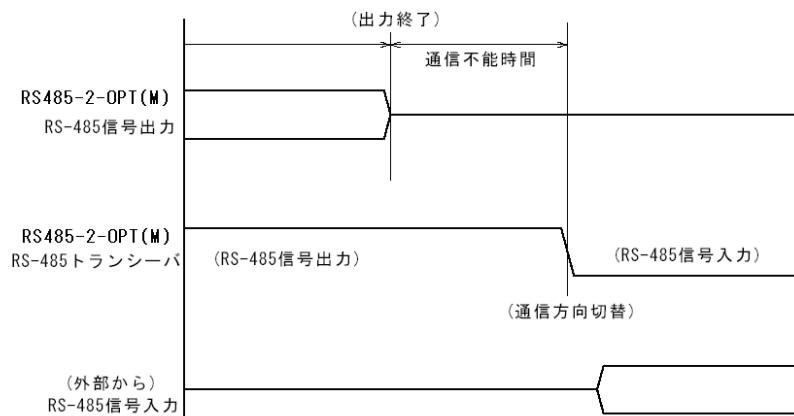 (出力終了)
通信不能時間
RS485-2-OPT(M)
RS-485信号出力
RS485-2-OPT(M)
RS-485トランシーバ
(RS-485信号出力)
(RS-485信号入力)
(通信方向切替)
(外部から)
RS-485信号入力